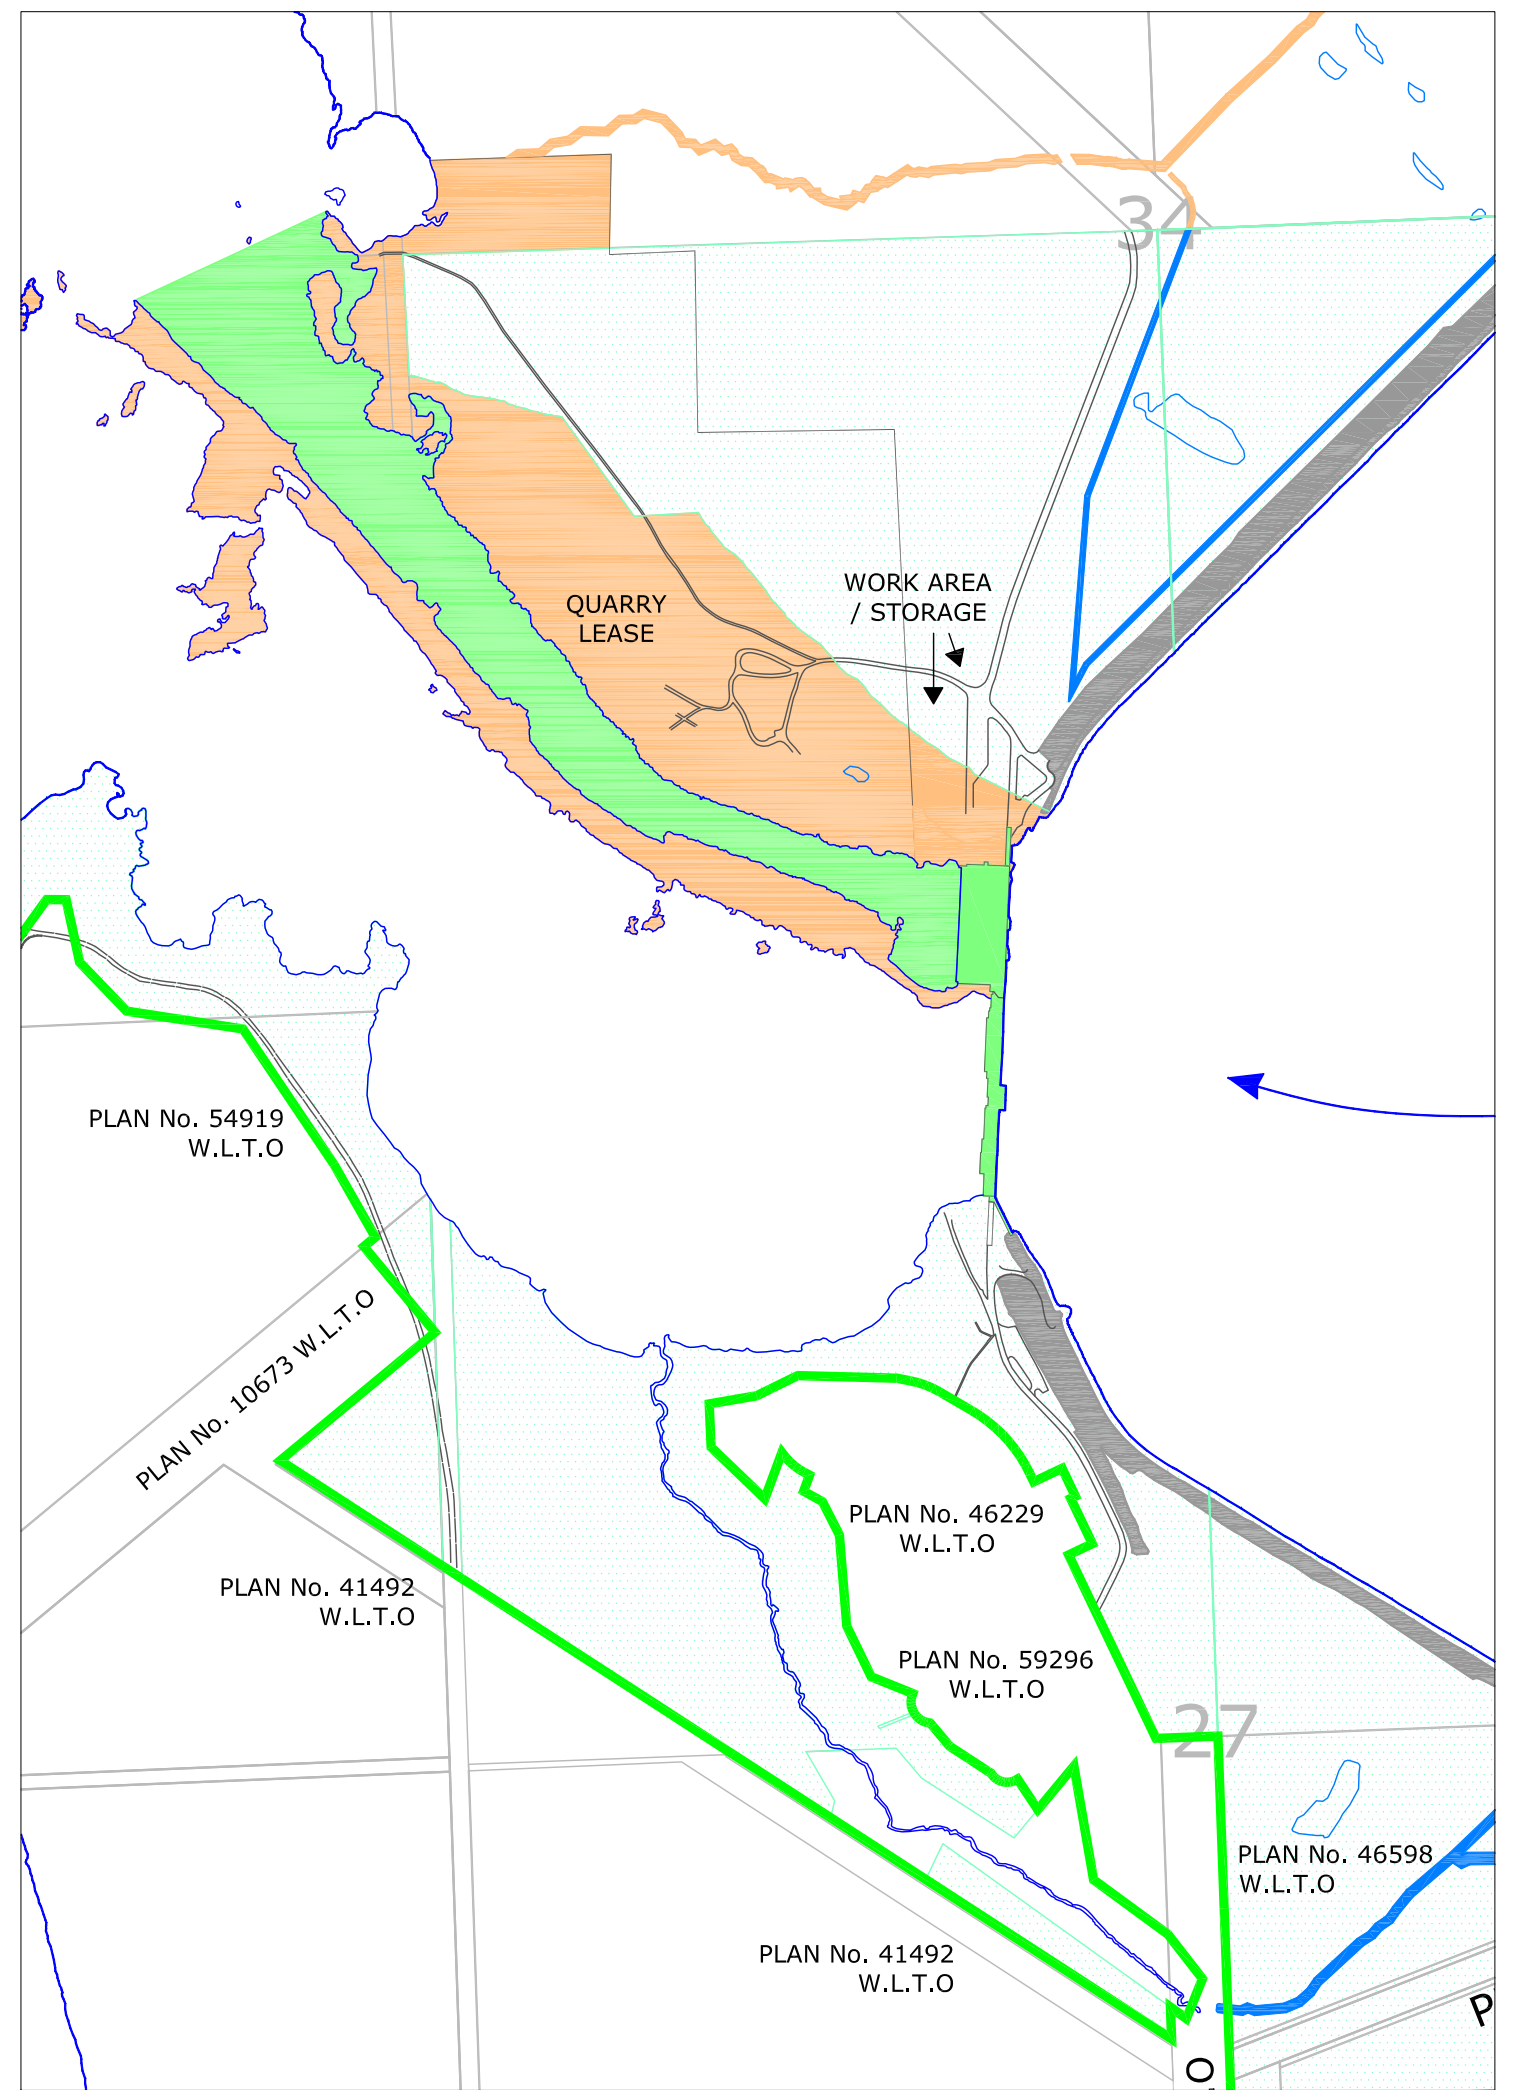 34
WORK AREA
/ STORAGE
QUARRY
LEASE
PLAN No. 54919
W.L.T.O
PLAN No. 10673 W.L.T.O
PLAN No. 46229
W.L.T.O
PLAN No. 41492
W.L.T.O
PLAN No. 59296
W.L.T.O
27
PLAN No. 46598
W.L.T.O
PLAN No. 41492
W.L.T.O
P
.O